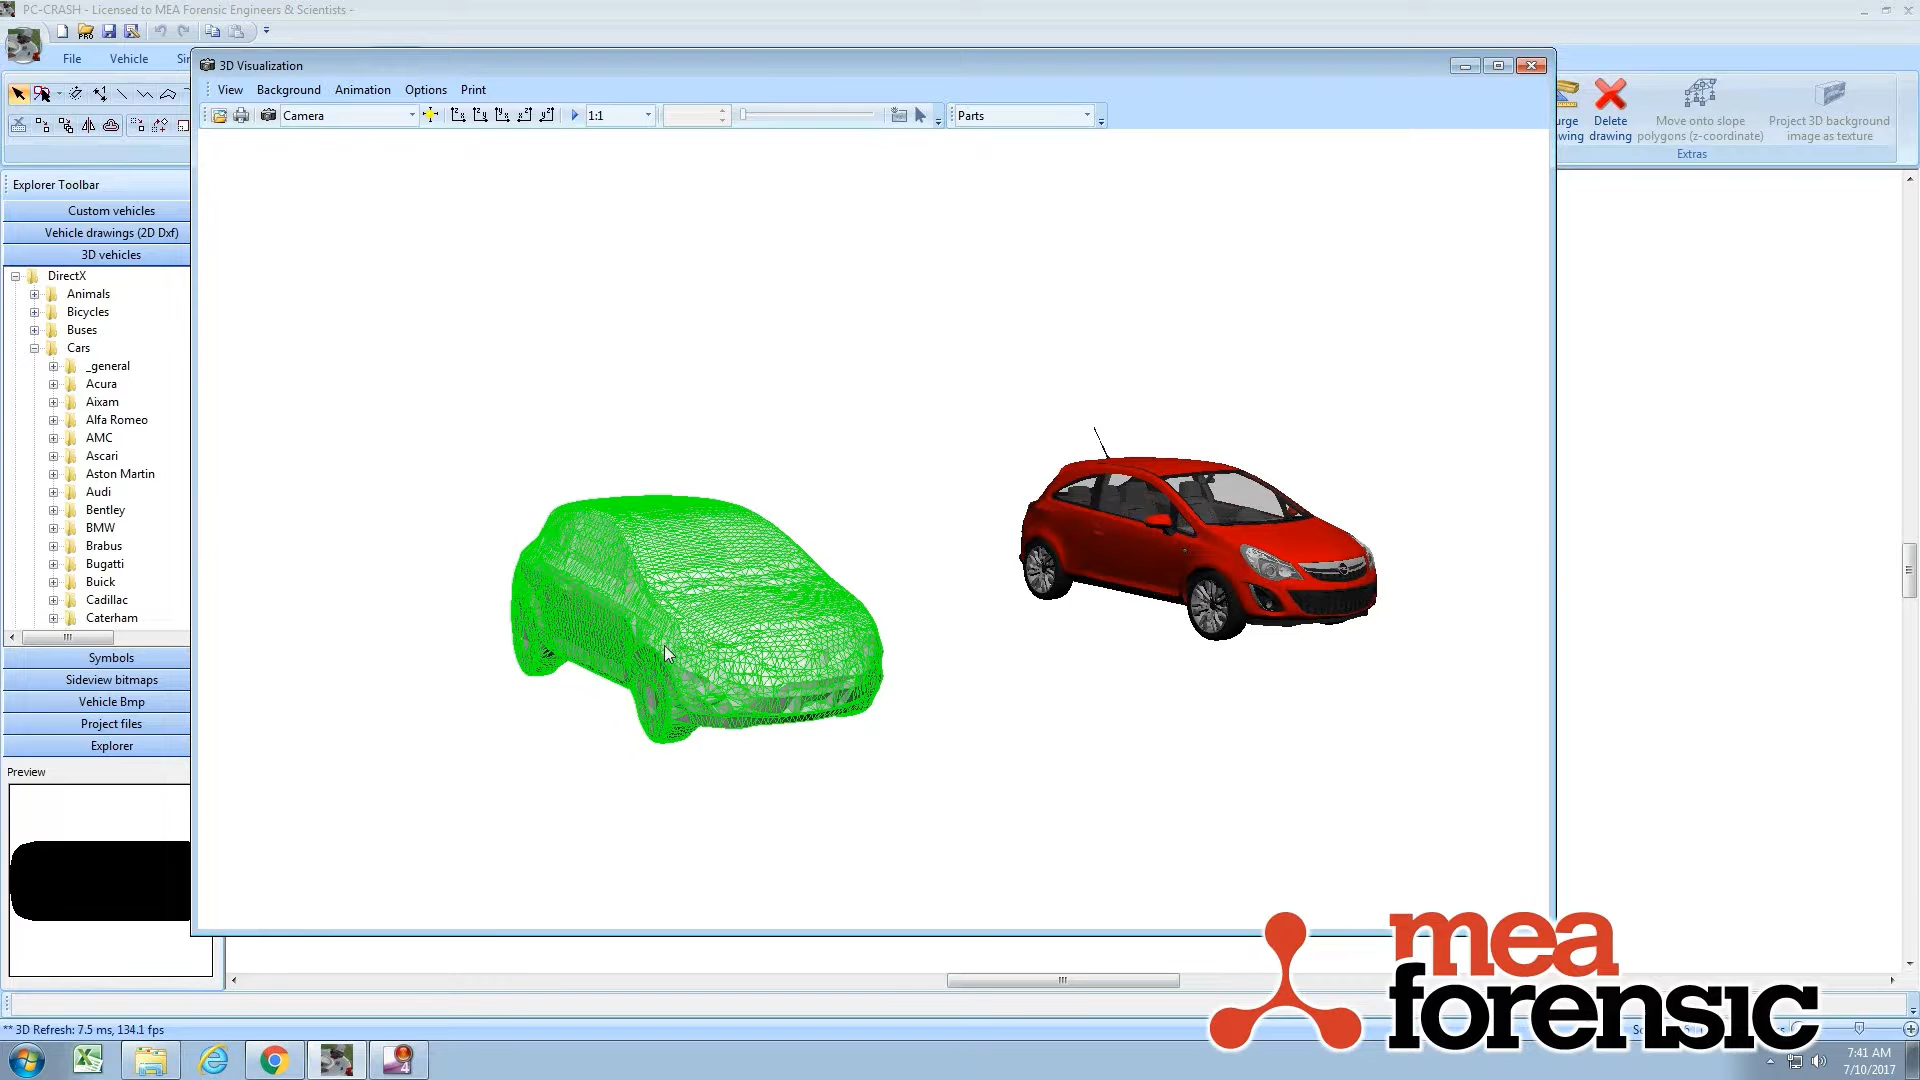 PC-CRASH - Licensed to MEA Forensic Engineers & Scientists -
File
Vehicle
3D Visualization
View
Background
Animation
Options
Print
Camera
1:1
Parts
Delete drawing
Move onto slope polygons (z-coordinate)
Project 3D background image as texture
Extras
Explorer Toolbar
Custom vehicles
Vehicle drawings (2D Dxf)
3D vehicles
DirectX
Animals
Bicycles
Buses
Cars
_general
Acura
Aixam
Alfa Romeo
AMC
Ascari
Aston Martin
Audi
Bentley
BMW
Brabus
Bugatti
Buick
Cadillac
Caterham
Symbols
Sideview bitmaps
Vehicle Bmp
Project files
Explorer
Preview
mea
forensic
** 3D Refresh: 7.5 ms, 134.1 fps
7:41 AM
7/10/2017